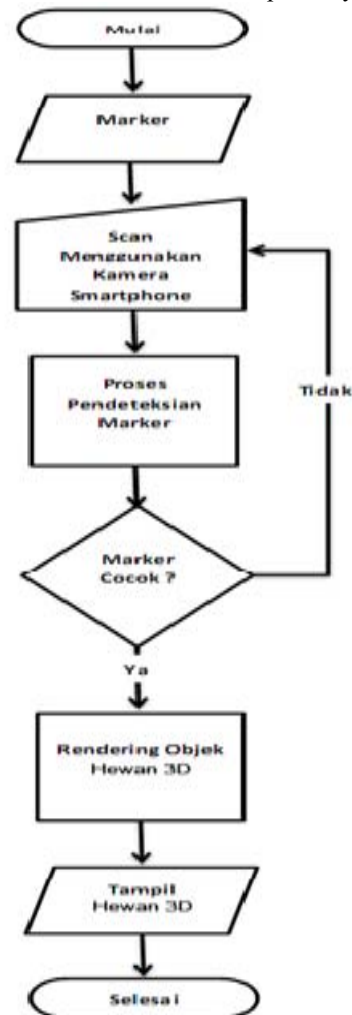 Mulai
Marker
Scan
Menggunakan
Kamera
Smartphone
Proses
Pendeteksian
Marker
Tidak
Marker
Cocok ?
Ya
Rendering Objek
Hewan 3D
Tampil
Hewan 3D
Selesai